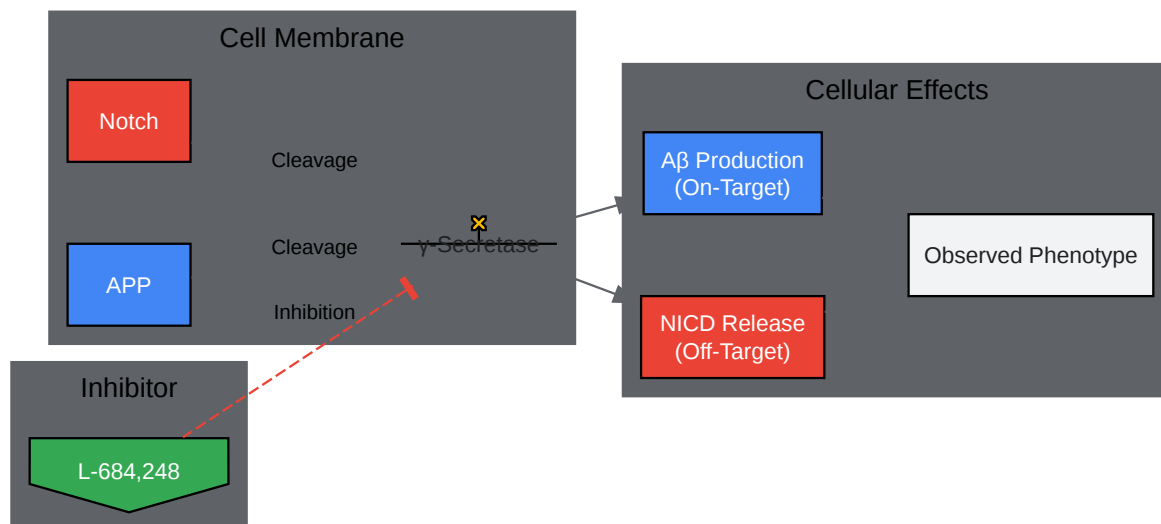 Cell Membrane
Notch
Cleavage
Cleavage
γ-Secretase
APP
Inhibition
Inhibitor
L-684,248
Cellular Effects
Aβ Production
(On-Target)
Observed Phenotype
NICD Release
(Off-Target)